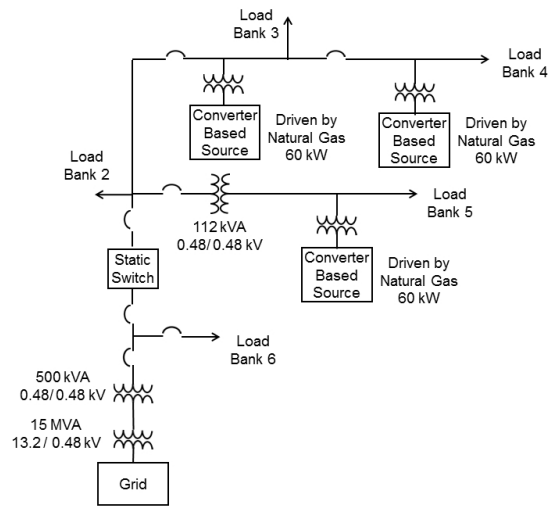 Load
Bank 3
Load
Bank 4
Converter
Based
Source
Driven by
Natural Gas
60 kW
Converter
Based
Source
Driven by
Natural Gas
60 kW
Load
Bank 2
Load
Bank 5
112 kVA
0.48/ 0.48 kV
Converter
Based
Source
Driven by
Natural Gas
60 kW
Static
Switch
Load
Bank 6
500 kVA
0.48/ 0.48 kV
15 MVA
13.2 / 0.48 kV
Grid